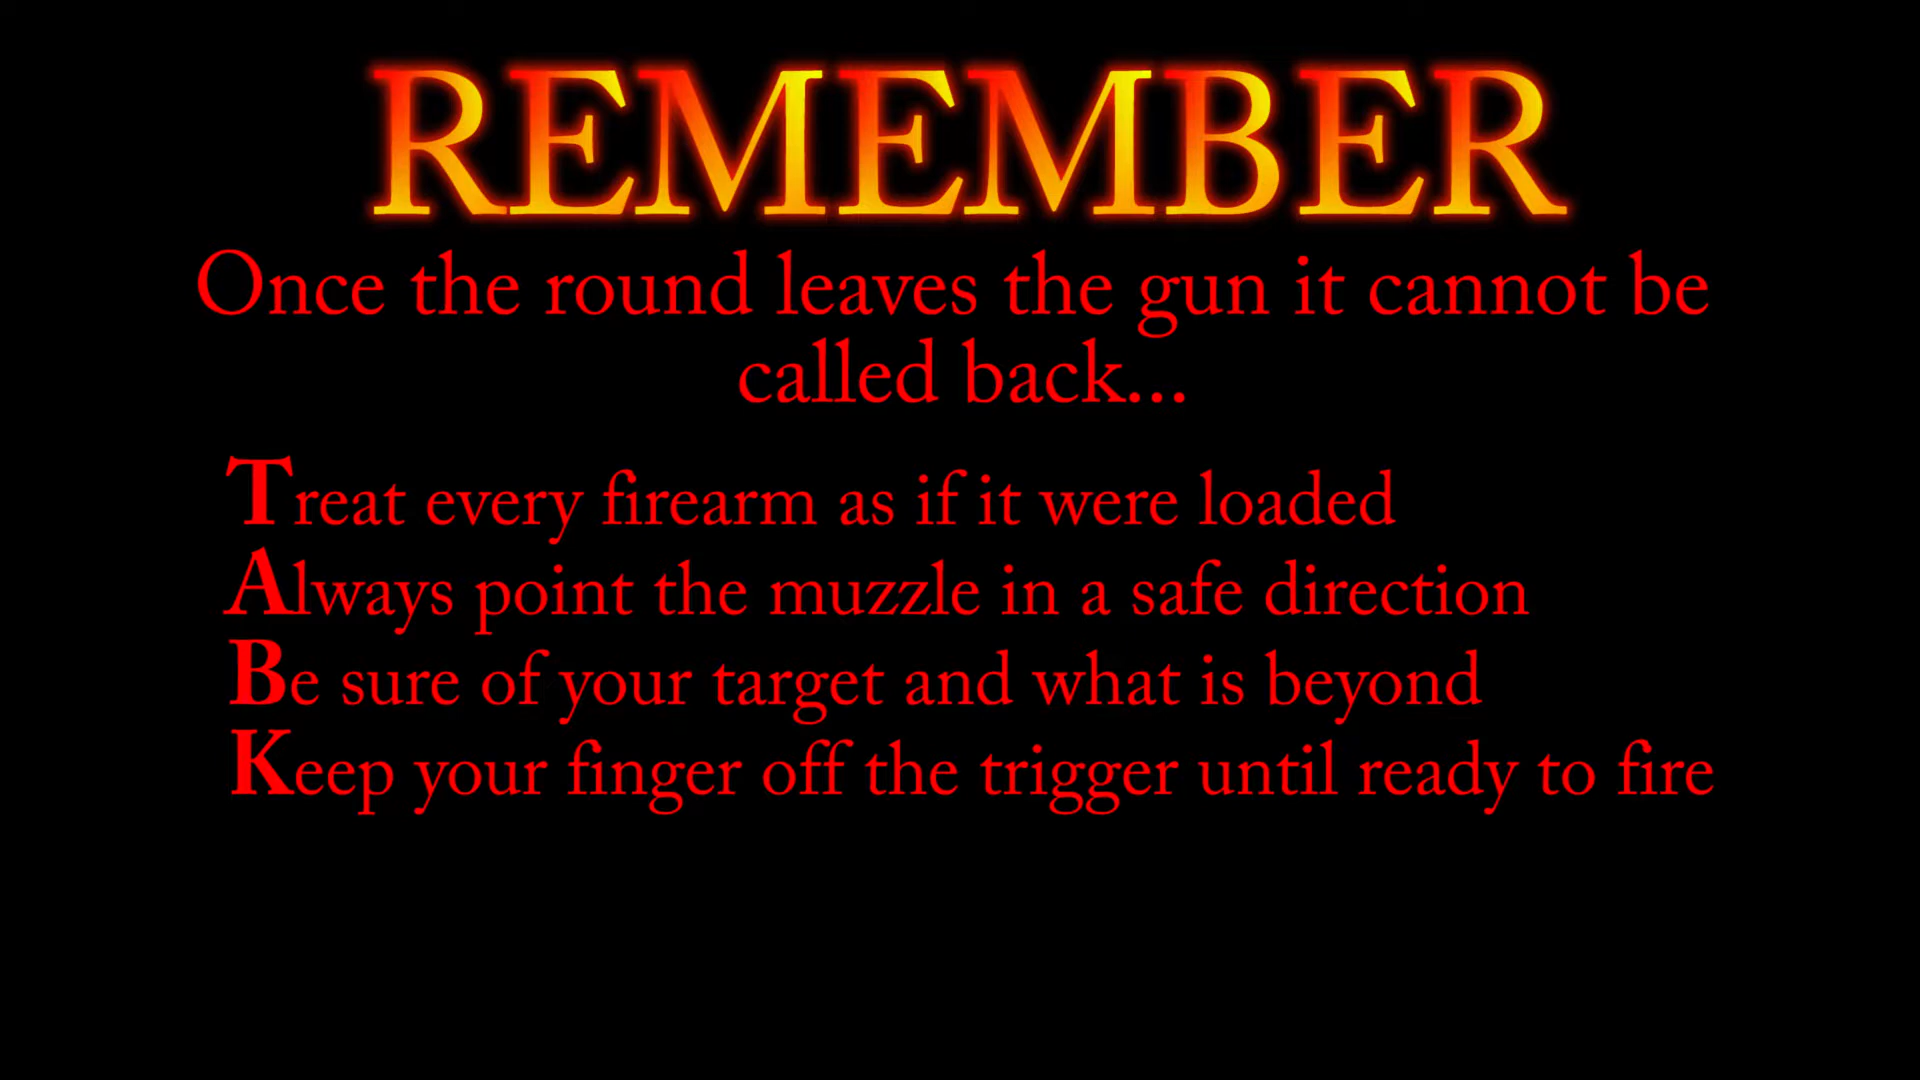 REMEMBER
Once the round leaves the gun it cannot be
called back...
Treat every firearm as if it were loaded
Always point the muzzle in a safe direction
Be sure of your target and what is beyond
Keep your finger off the trigger until ready to fire